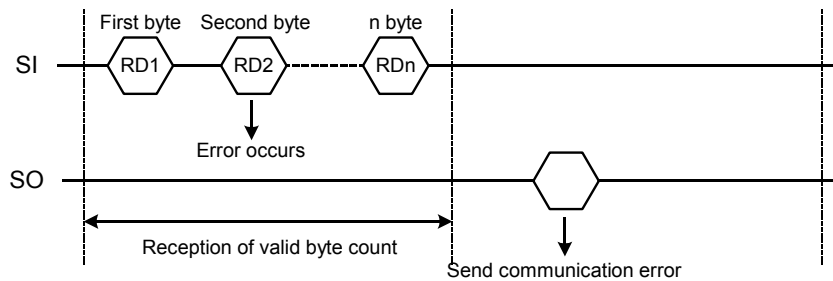 First byte Second byte n byte
SI RD1 RD2 RDn
Error occurs
SO
Reception of valid byte count
Send communication error